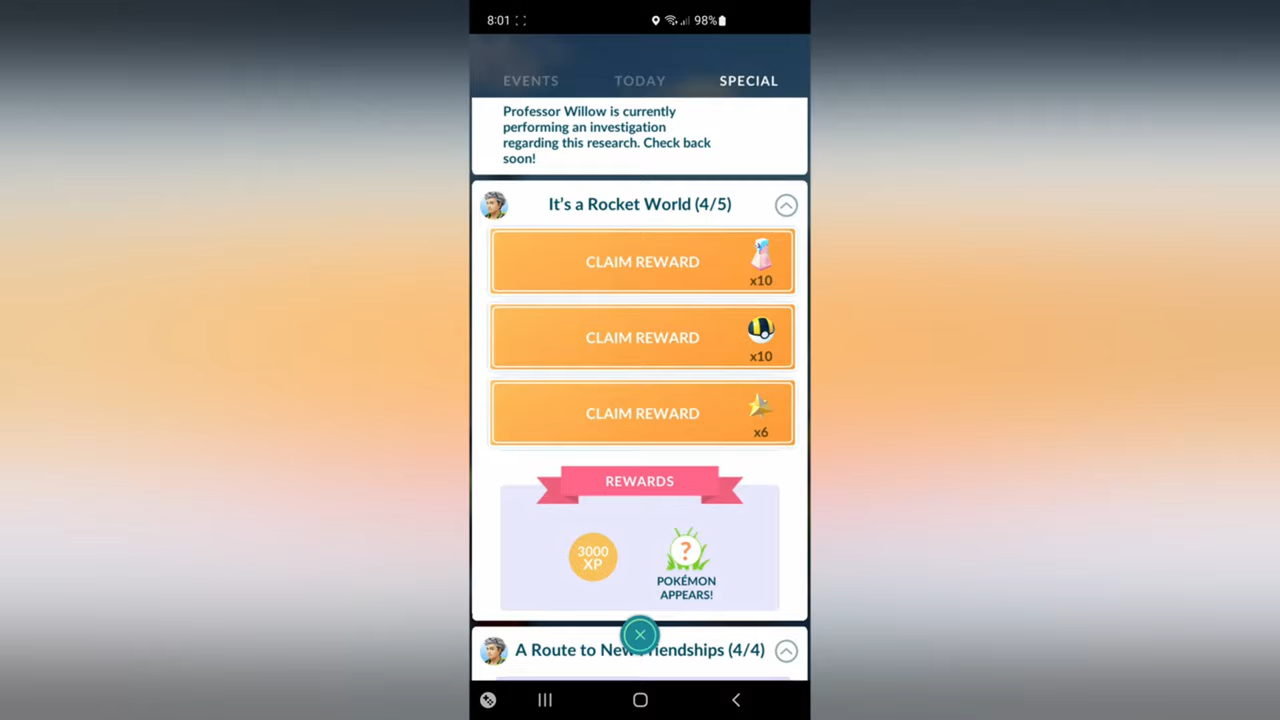 8:01
98%
EVENTS TODAY SPECIAL
Professor Willow is currently
performing an investigation
regarding this research. Check back
soon!
It’s a Rocket World (4/5)
CLAIM REWARD
x10
CLAIM REWARD
x10
CLAIM REWARD
x6
REWARDS
3000
XP
?
POKÉMON
APPEARS!
A Route to New Friendships (4/4)